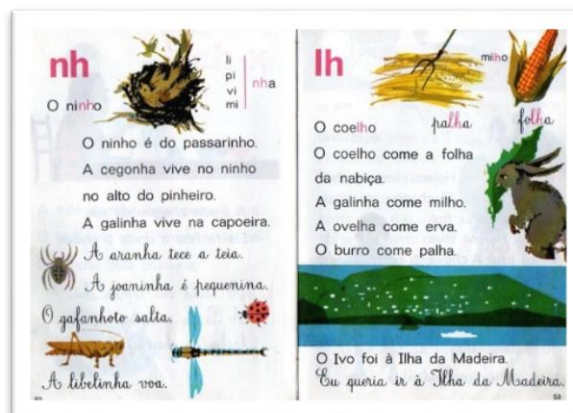 nh
O ninho
li
pi
vi
mi
nha
O ninho é do passarinho.
A cegonha vive no ninho
no alto do pinheiro.
A galinha vive na capoeira.
A aranha tece a teia.
A joaninha é pequenina.
O gafanhoto salta.
A libelinha voa.
lh
milho
O coelho
palha
folha
O coelho come a folha
da nabiça.
A galinha come milho.
A ovelha come erva.
O burro come palha.
O Ivo foi à Ilha da Madeira.
Eu queria ir à Ilha da Madeira.